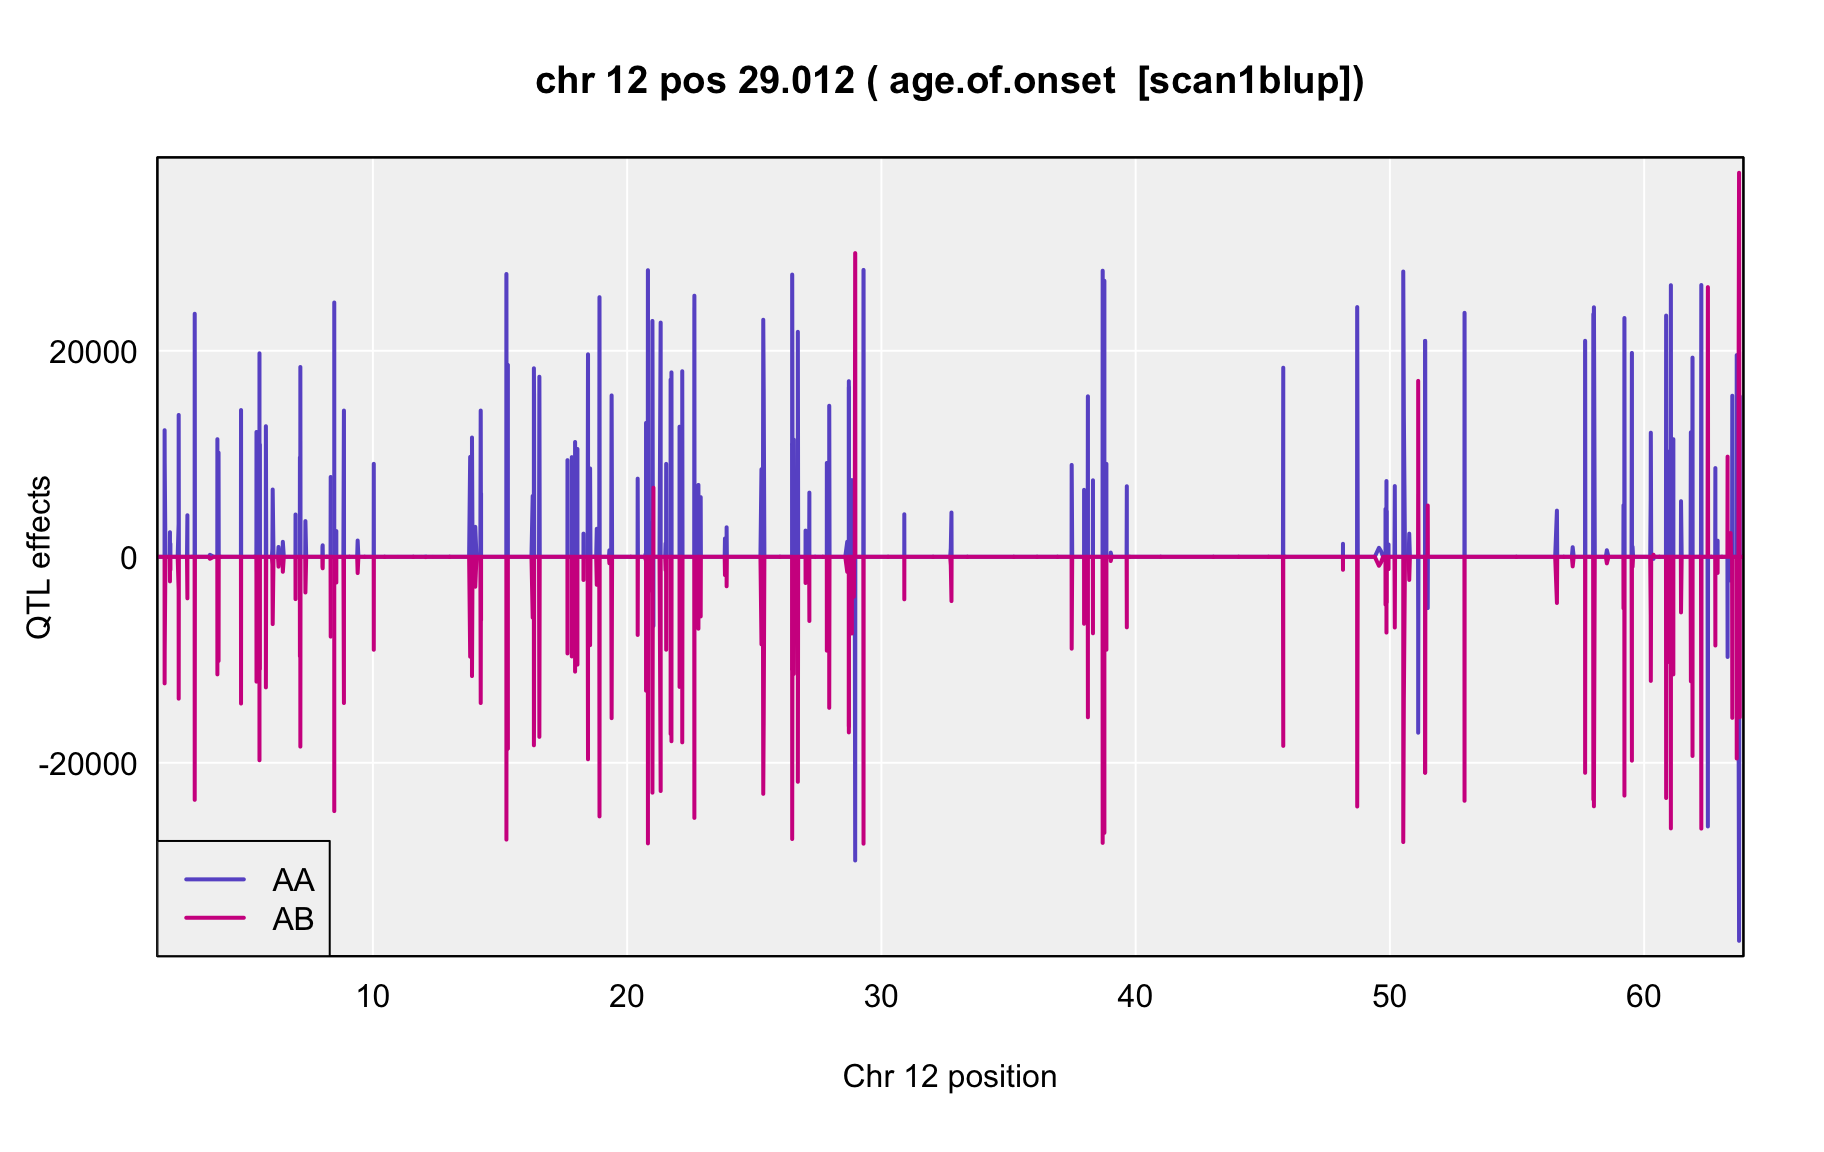 chr 12 pos 29.012 ( age.of.onset  [scan1blup])
QTL effects
20000
0
-20000
AA
AB
10 20 30 40 50 60
Chr 12 position